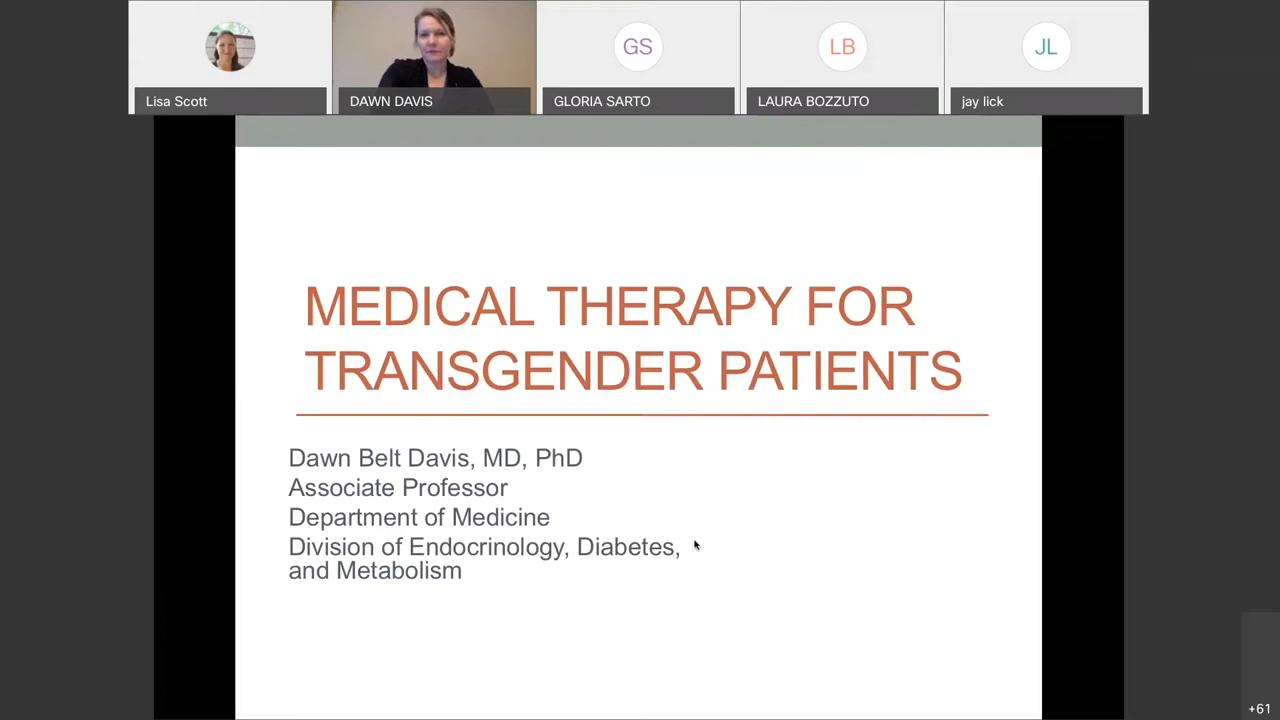 Lisa Scott
DAWN DAVIS
GS
GLORIA SARTO
LB
LAURA BOZZUTO
JL
jay lick
MEDICAL THERAPY FOR
TRANSGENDER PATIENTS
Dawn Belt Davis, MD, PhD
Associate Professor
Department of Medicine
Division of Endocrinology, Diabetes,
and Metabolism
+61